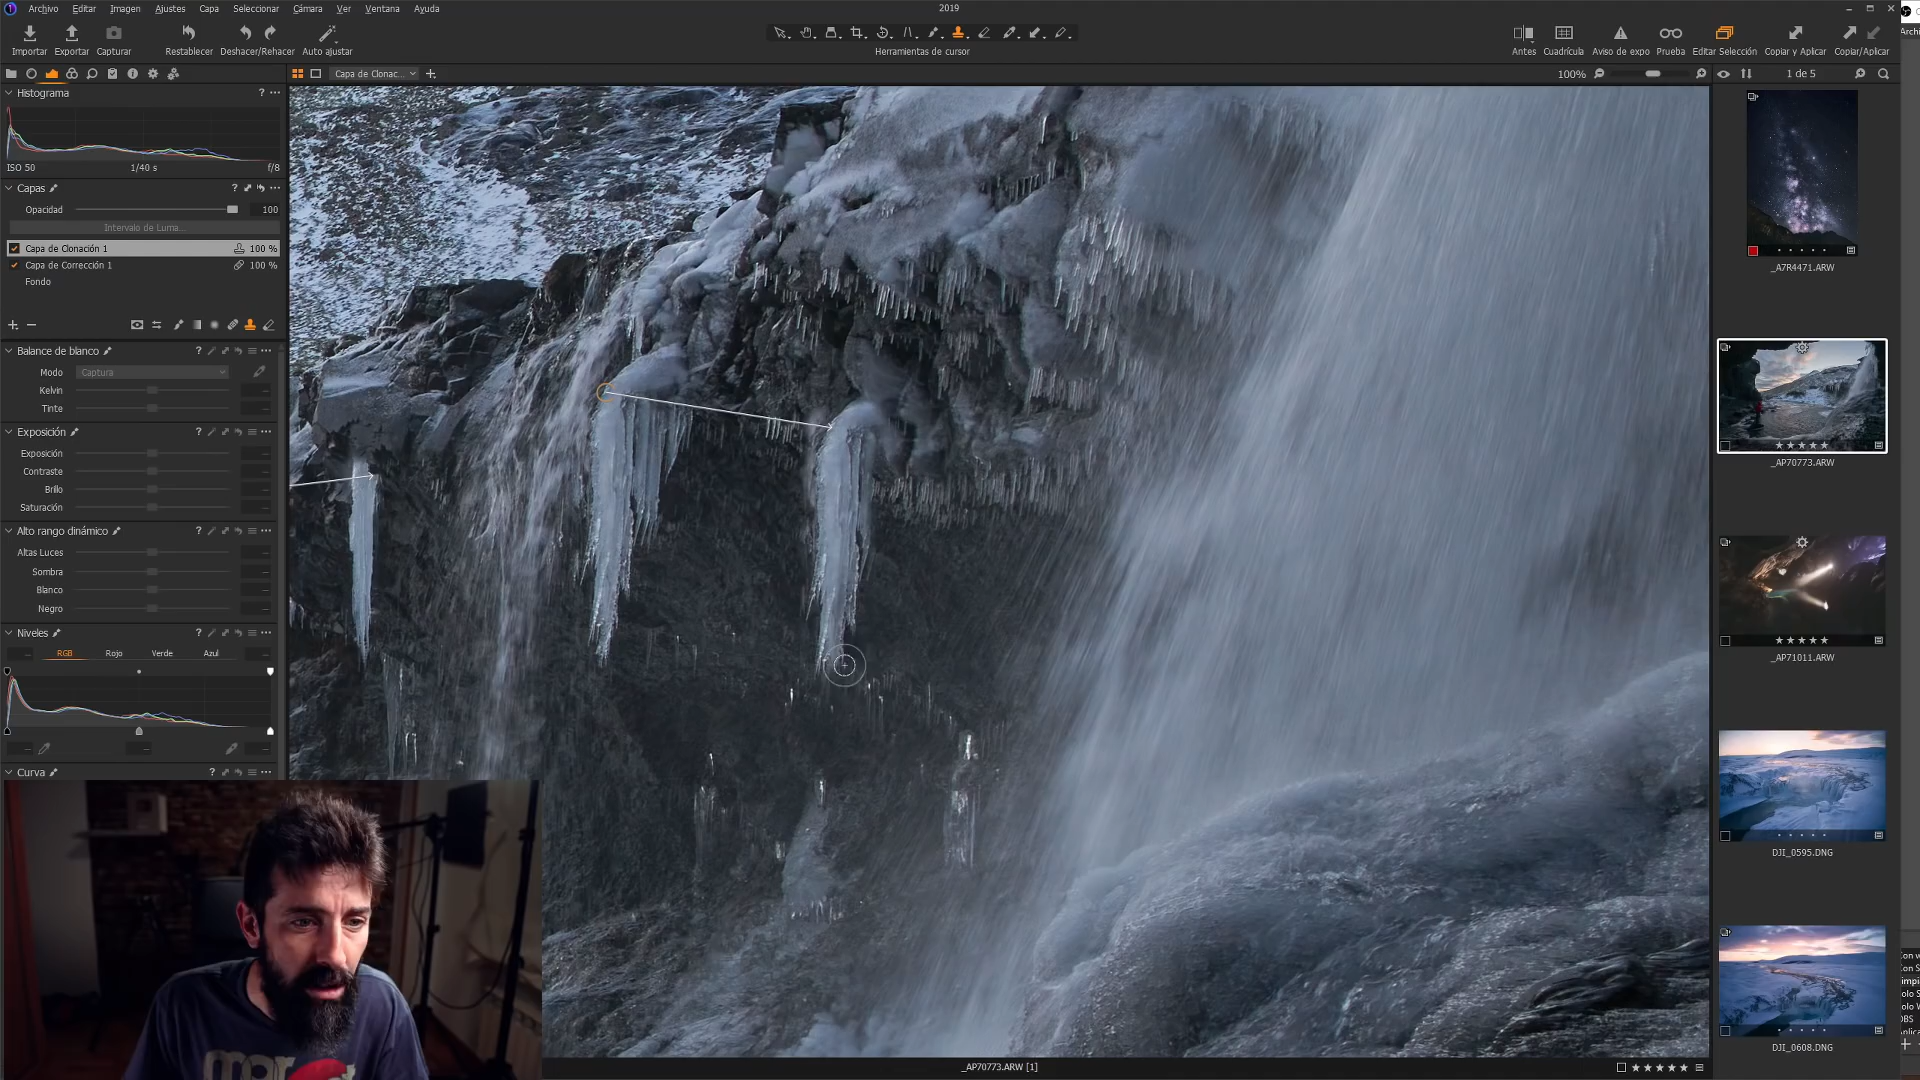 Archivo Editar Imagen Ajustes Capa Seleccionar Cámara Ver Ventana Ayuda
2019
Importar Exportar Capturar Restablecer Deshacer/Rehacer Auto ajustar
Herramientas de cursor
Antes Cuadrícula Aviso de expo Prueba Editar Selección Copiar y Aplicar Copiar/Aplicar
Capa de Clonac... 100% 1 de 5
Histograma
ISO 50 1/40 s f/8
Capas
Opacidad 100
Intervalo de Luma...
Capa de Clonación 1 100 %
Capa de Corrección 1 100 %
Fondo
Balance de blanco
Modo Captura
Kelvin
Tinte
Exposición
Exposición
Contraste
Brillo
Saturación
Alto rango dinámico
Altas Luces
Sombra
Blanco
Negro
Niveles
RGB Rojo Verde Azul
Curva
_A7R4471.ARW
_AP70773.ARW
_AP71011.ARW
DJI_0595.DNG
DJI_0608.DNG
_AP70773.ARW [1]